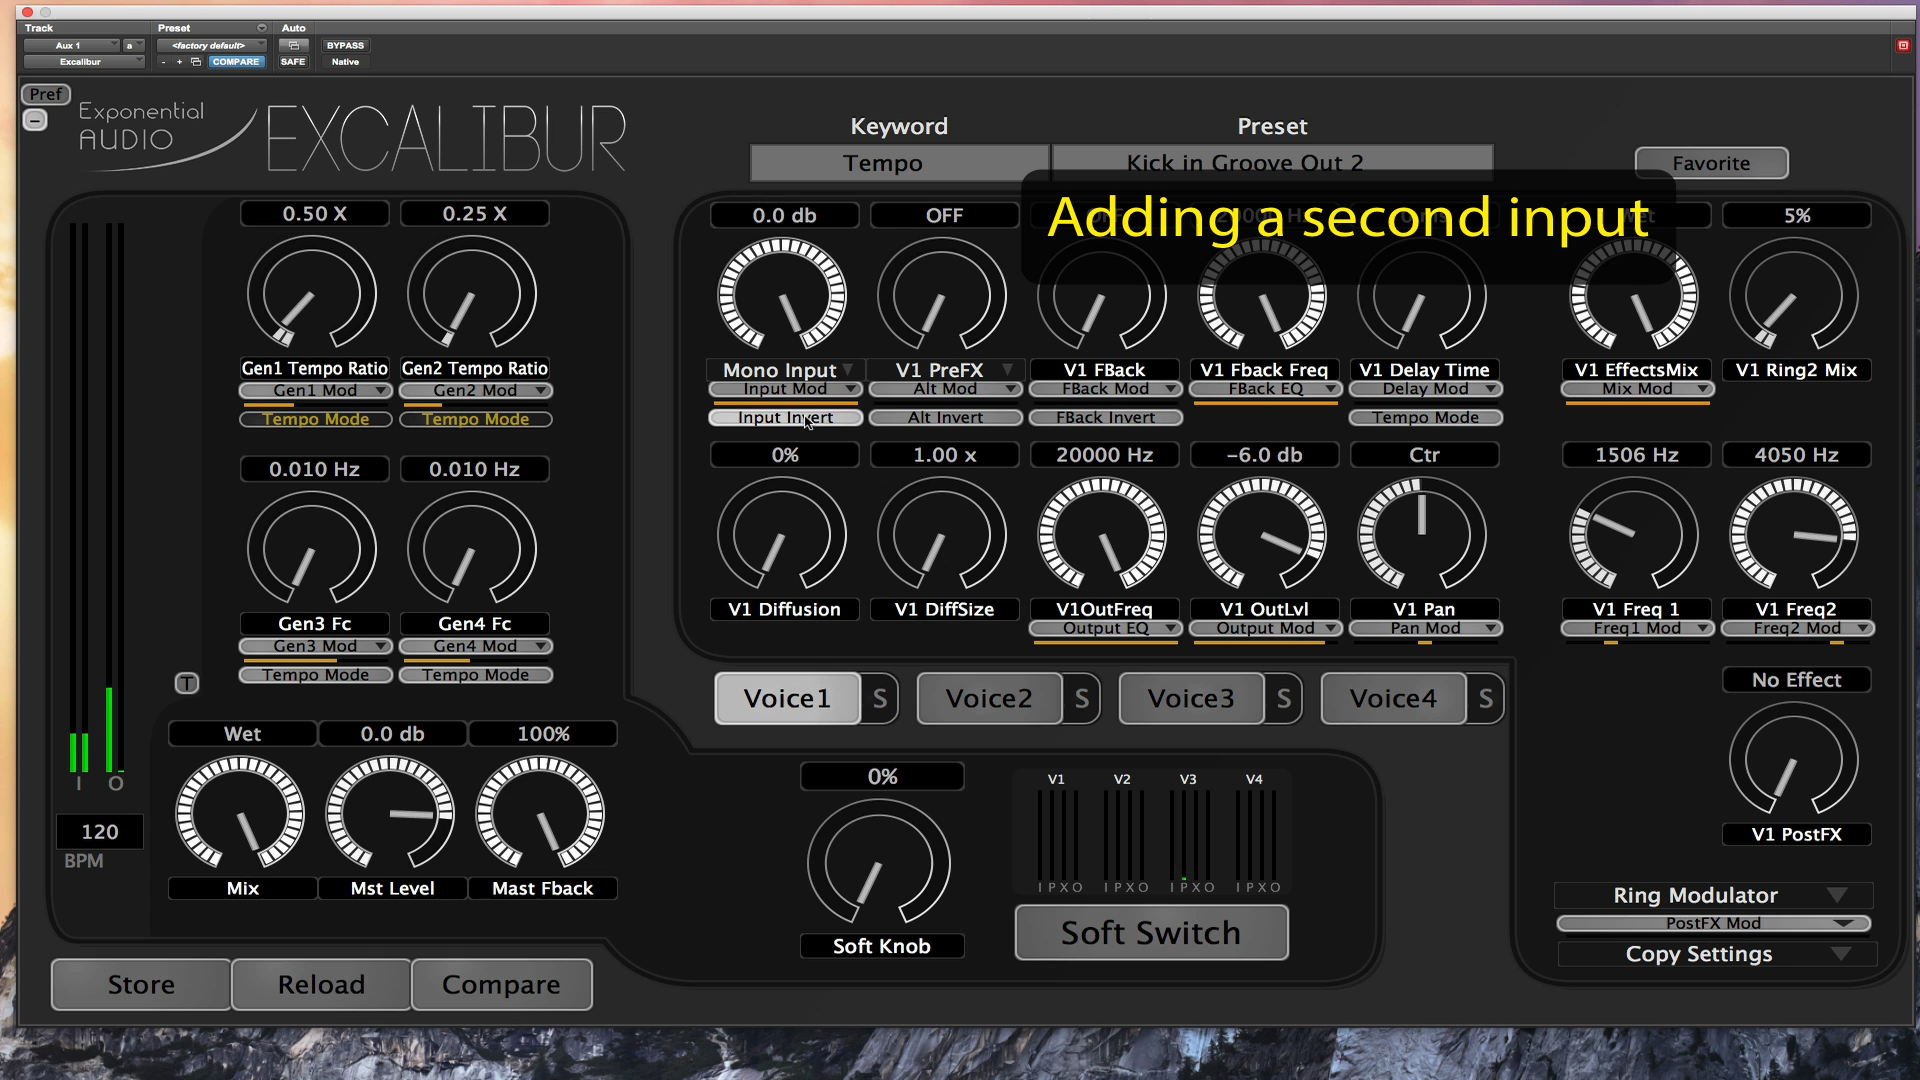 Track
Preset
Auto
Aux 1
a
<factory default>
BYPASS
Excalibur
- +
COMPARE
SAFE
Native
Pref
Exponential
AUDIO
EXCALIBUR
Keyword
Preset
Tempo
Kick in Groove Out 2
Favorite
Adding a second input
0.50 X
0.25 X
0.0 db
OFF
5%
Gen1 Tempo Ratio
Gen2 Tempo Ratio
Mono Input
V1 PreFX
V1 FBack
V1 Fback Freq
V1 Delay Time
V1 EffectsMix
V1 Ring2 Mix
Gen1 Mod
Gen2 Mod
Input Mod
Alt Mod
FBack Mod
FBack EQ
Delay Mod
Mix Mod
Tempo Mode
Tempo Mode
Input Invert
Alt Invert
FBack Invert
Tempo Mode
0.010 Hz
0.010 Hz
0%
1.00 x
20000 Hz
-6.0 db
Ctr
1506 Hz
4050 Hz
Gen3 Fc
Gen4 Fc
V1 Diffusion
V1 DiffSize
V1OutFreq
V1 OutLvl
V1 Pan
V1 Freq 1
V1 Freq2
Gen3 Mod
Gen4 Mod
Output EQ
Output Mod
Pan Mod
Freq1 Mod
Freq2 Mod
Tempo Mode
Tempo Mode
T
Voice1
S
Voice2
S
Voice3
S
Voice4
S
No Effect
Wet
0.0 db
100%
I
O
120
BPM
Mix
Mst Level
Mast Fback
0%
Soft Knob
V1
V2
V3
V4
I P X O
I P X O
I P X O
I P X O
Soft Switch
V1 PostFX
Ring Modulator
PostFX Mod
Copy Settings
Store
Reload
Compare